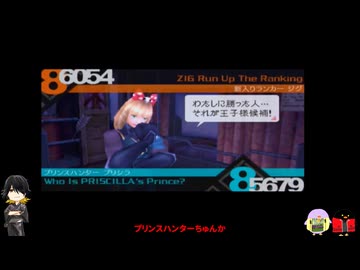 86054
ZIG Run Up The Ranking
駆入りランカー ジグ
わたしに勝った人…
それが王子様候補!
プリンスハンター プリシラ
Who Is PRISCILLA's Prince?
85679
プリンスハンターちゅんか